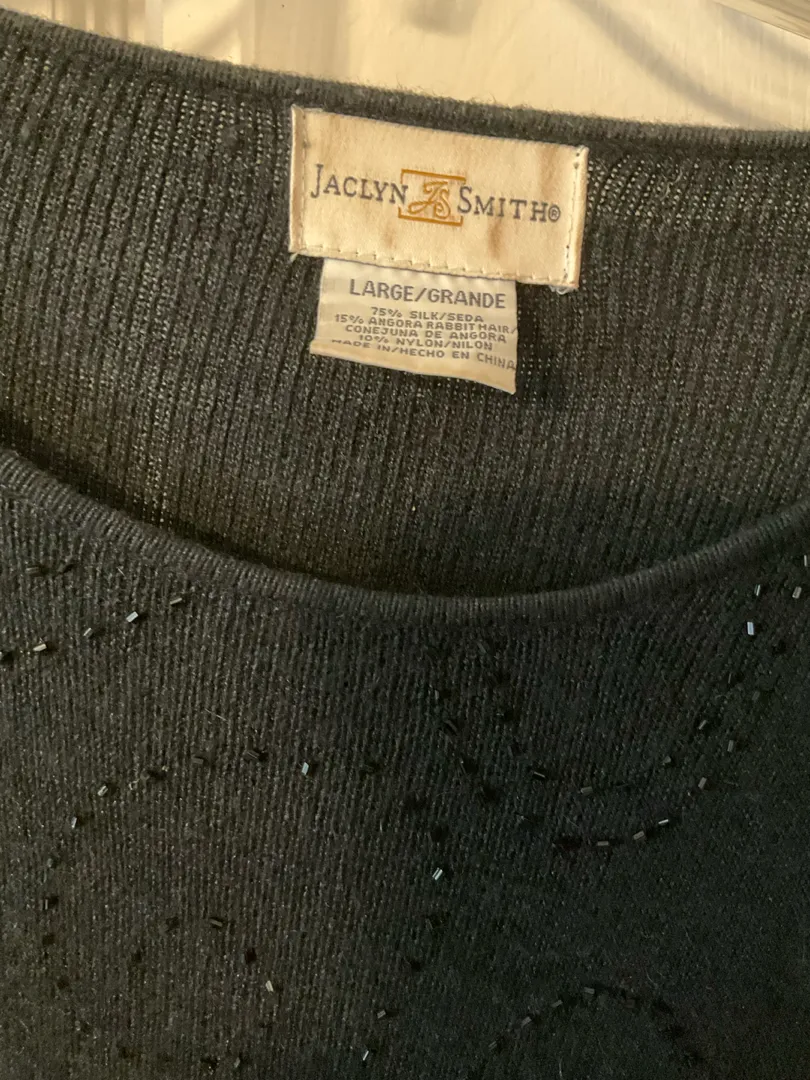 JACLYN JS SMITH®
LARGE/GRANDE
75% SILK/SEDA
15% ANGORA RABBIT HAIR/
CONEJUNA DE ANGORA
10% NYLON/NILON
MADE IN/HECHO EN CHINA